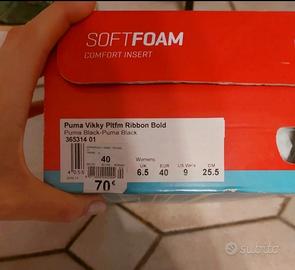 SOFTFOAM
COMFORT INSERT
Puma Vikky Pltfm Ribbon Bold
Puma Black-Puma Black
365314 01
40
70€
Womens
UK EUR US Wns CM
6.5 40 9 25.5
subito